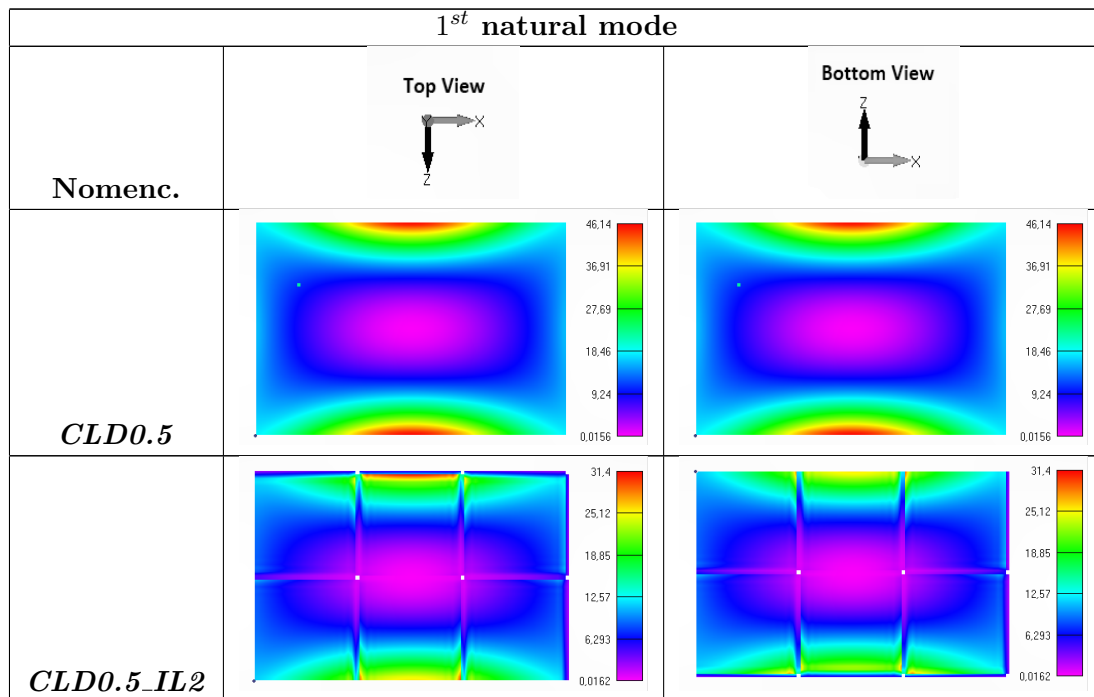 1st natural mode
Nomenc.
Top View
X
Z
Bottom View
Z
X
CLD0.5
46,14
36,91
27,69
18,46
9,24
0,0156
46,14
36,91
27,69
18,46
9,24
0,0156
CLD0.5_IL2
31.4
25,12
18,85
12,57
6,293
0,0162
31.4
25,12
18,85
12,57
6,293
0,0162